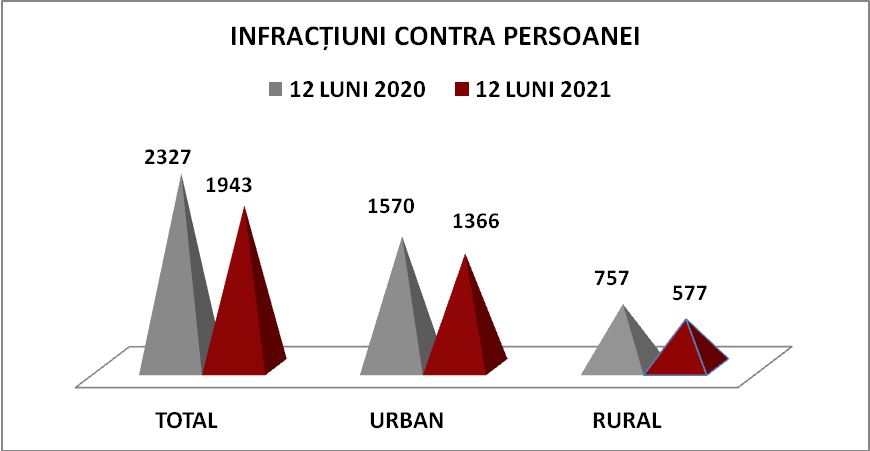 INFRACȚIUNI CONTRA PERSOANEI
12 LUNI 2020 12 LUNI 2021
2327
1943
1570
1366
757
577
TOTAL URBAN RURAL